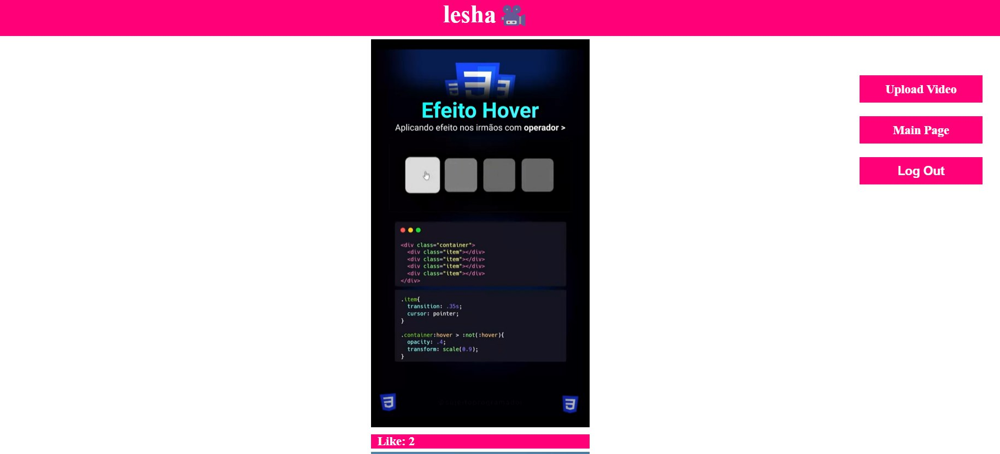 lesha
Efeito Hover
Aplicando efeito nos irmãos com operador >
<div class="container">
<div class="item"></div>
<div class="item"></div>
<div class="item"></div>
<div class="item"></div>
</div>
.item{
transition: .35s;
cursor: pointer;
}
.container:hover > :not(:hover){
opacity: .4;
transform: scale(0.9);
}
Like: 2
Upload Video
Main Page
Log Out